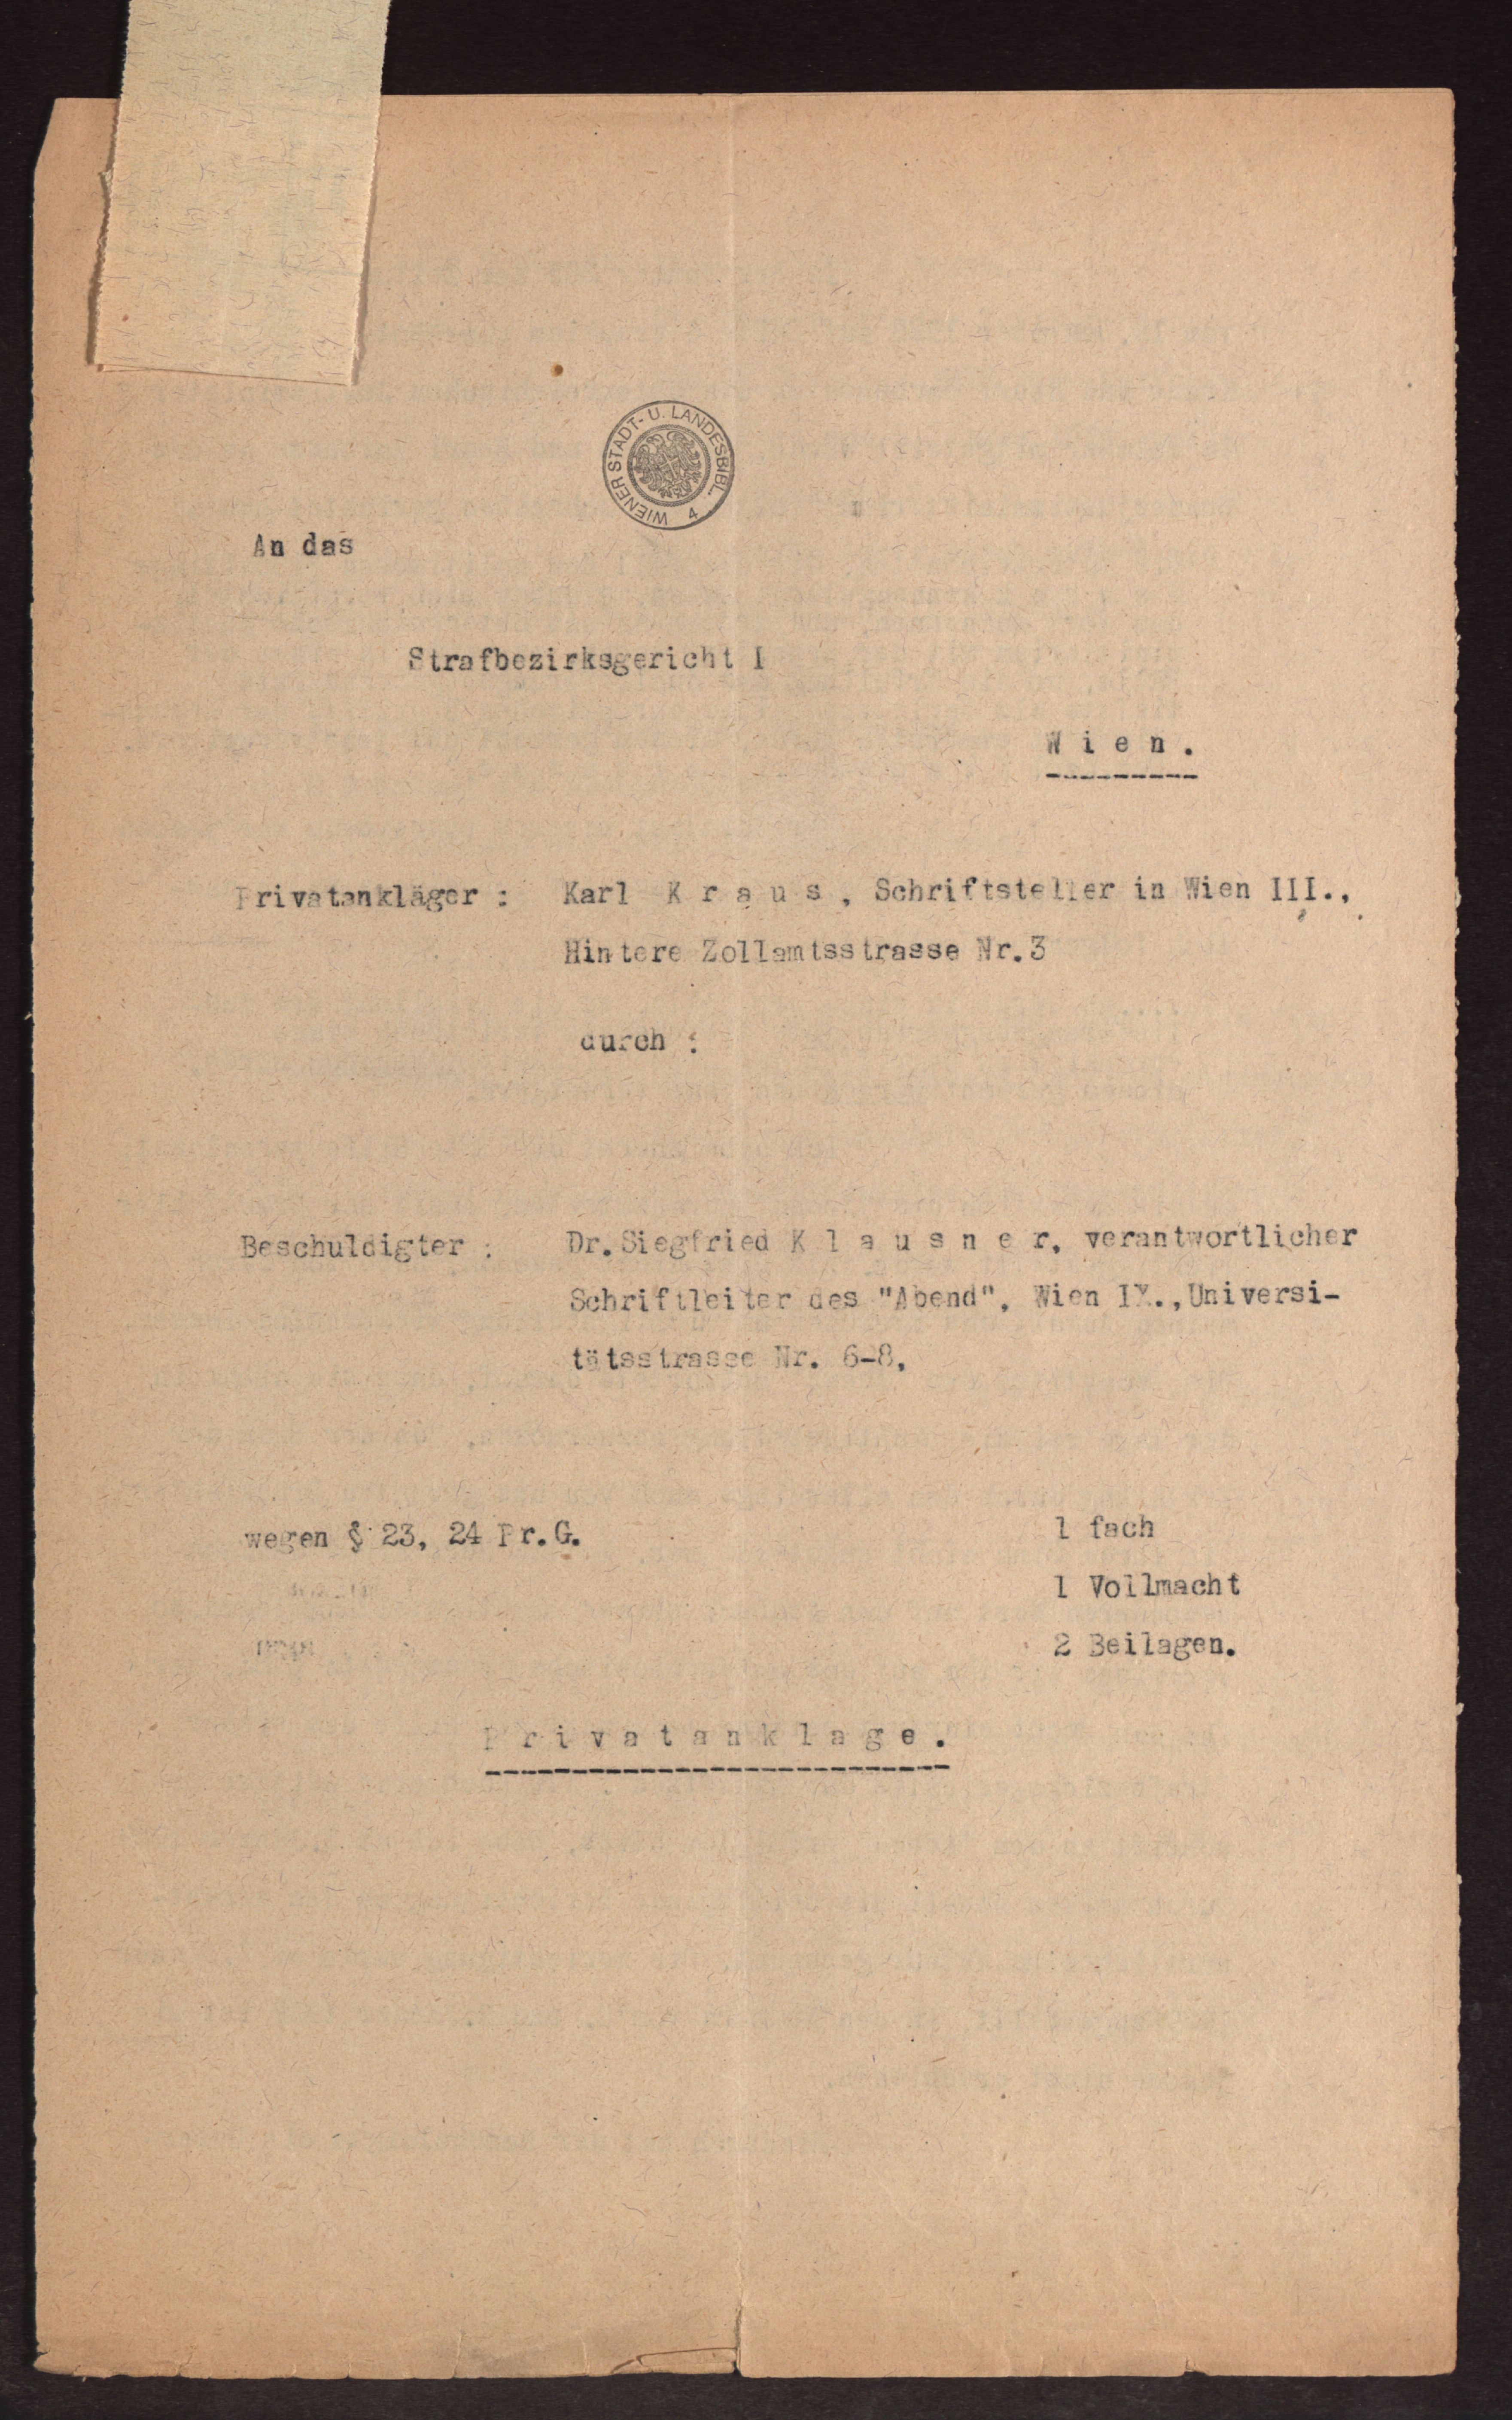 WIENER STADT- U. LANDESBIBL. 4
An das
Strafbezirksgericht I
Wien.
Privatankläger : Karl Kraus, Schriftsteller in Wien III.,
Hintere Zollamtsstrasse Nr.3
durch :
Beschuldigter : Dr.Siegfried Klausner, verantwortlicher
Schriftleiter des "Abend", Wien IX.,Universi-
tätsstrasse Nr. 6-8,
wegen § 23, 24 Pr.G.
1 fach
1 Vollmacht
2 Beilagen.
Privatanklage.